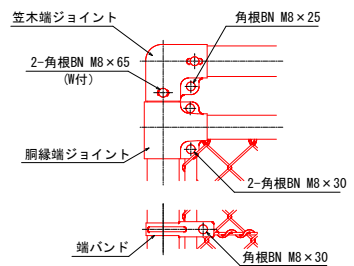 笠木端ジョイント
角根BN M8×25
2-角根BN M8×65
(W付)
胴縁端ジョイント
2-角根BN M8×30
端バンド
角根BN M8×30